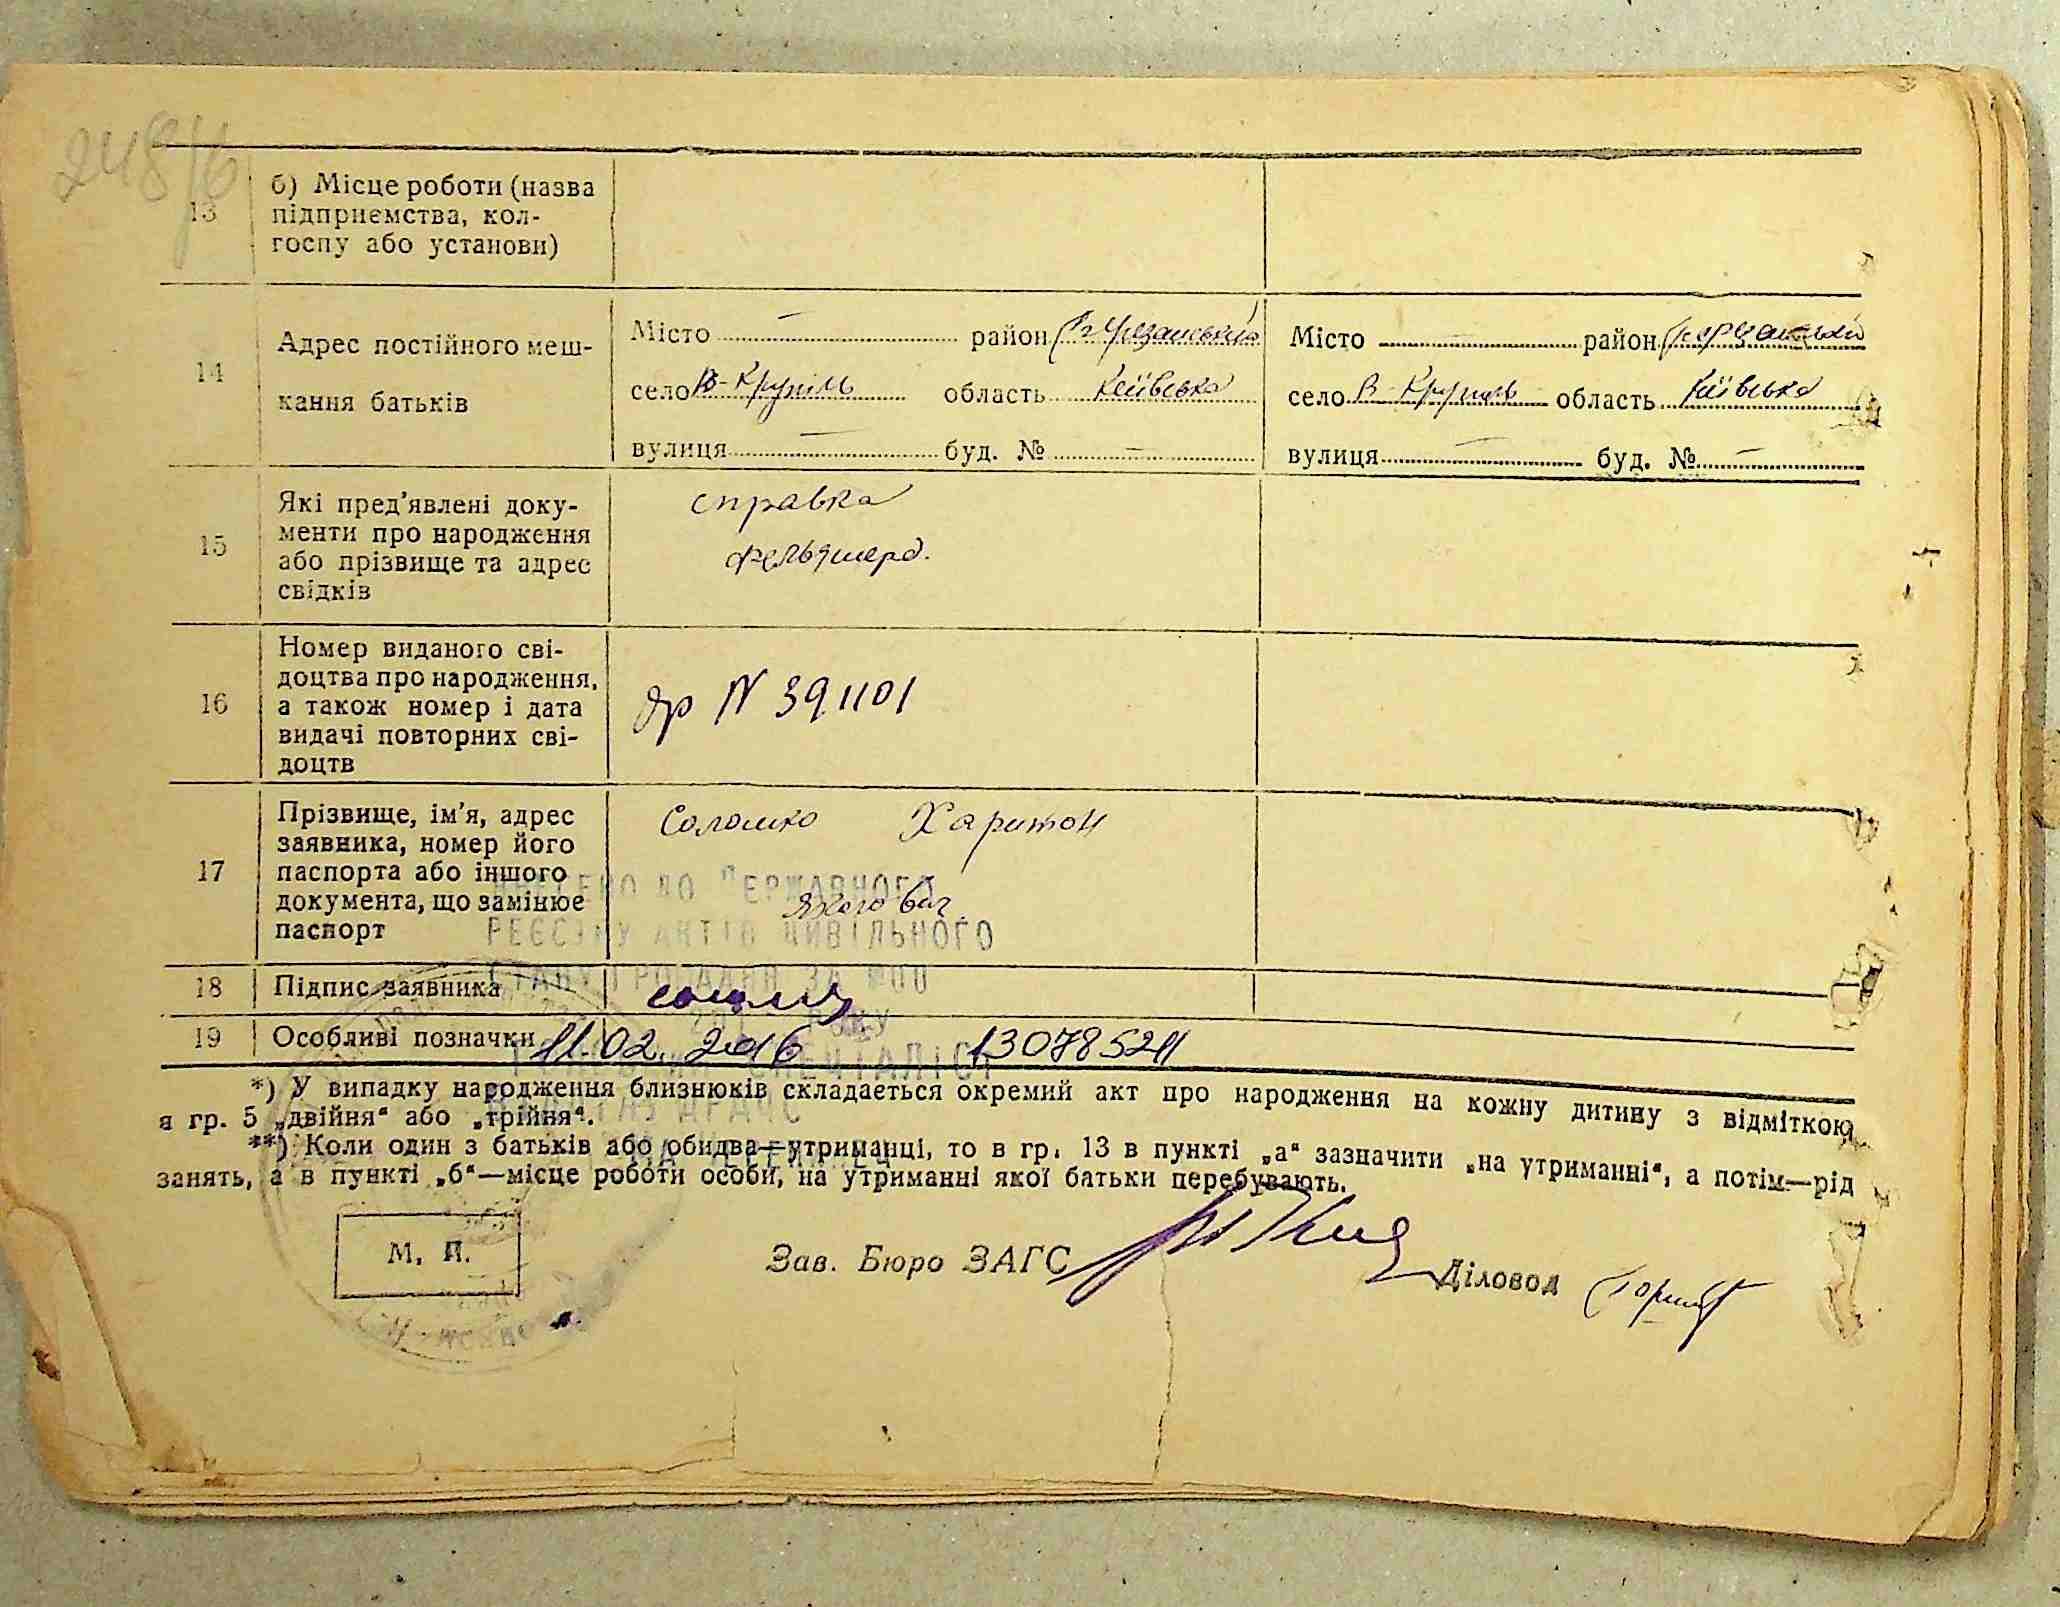 б) Місце роботи (назва
13 підприємства, кол-
госпу або установи)
Місто район Місто район
14 Адрес постійного меш-
кання батьків
село В-Крупіль область Київська село В-Крупіль область Київська
вулиця — буд. № — вулиця — буд. № —
15 Які пред'явлені доку-
менти про народження
або прізвище та адрес
свідків
справка
фельдшера.
16 Номер виданого сві-
доцтва про народження,
а також номер і дата
видачі повторних сві-
доцтв
N 391101
17 Прізвище, ім'я, адрес
заявника, номер його
паспорта або іншого
документа, що замінює
паспорт
Соломко Харитон
ВНЕСЕНО ДО ДЕРЖАВНОГО
РЕЄСТРУ АКТІВ ЦИВІЛЬНОГО
18 Підпис заявника
19 Особливі позначки 11.02.2016 13078524
*) У випадку народження близнюків складається окремий акт про народження на кожну дитину з відміткою
я гр. 5 „двійня“ або „трійня“.
**) Коли один з батьків або обидва—утриманці, то в гр. 13 в пункті „а“ зазначити „на утриманні“, а потім—рід
занять, а в пункті „б“—місце роботи особи, на утриманні якої батьки перебувають.
М. П.
Зав. Бюро ЗАГС
Діловод